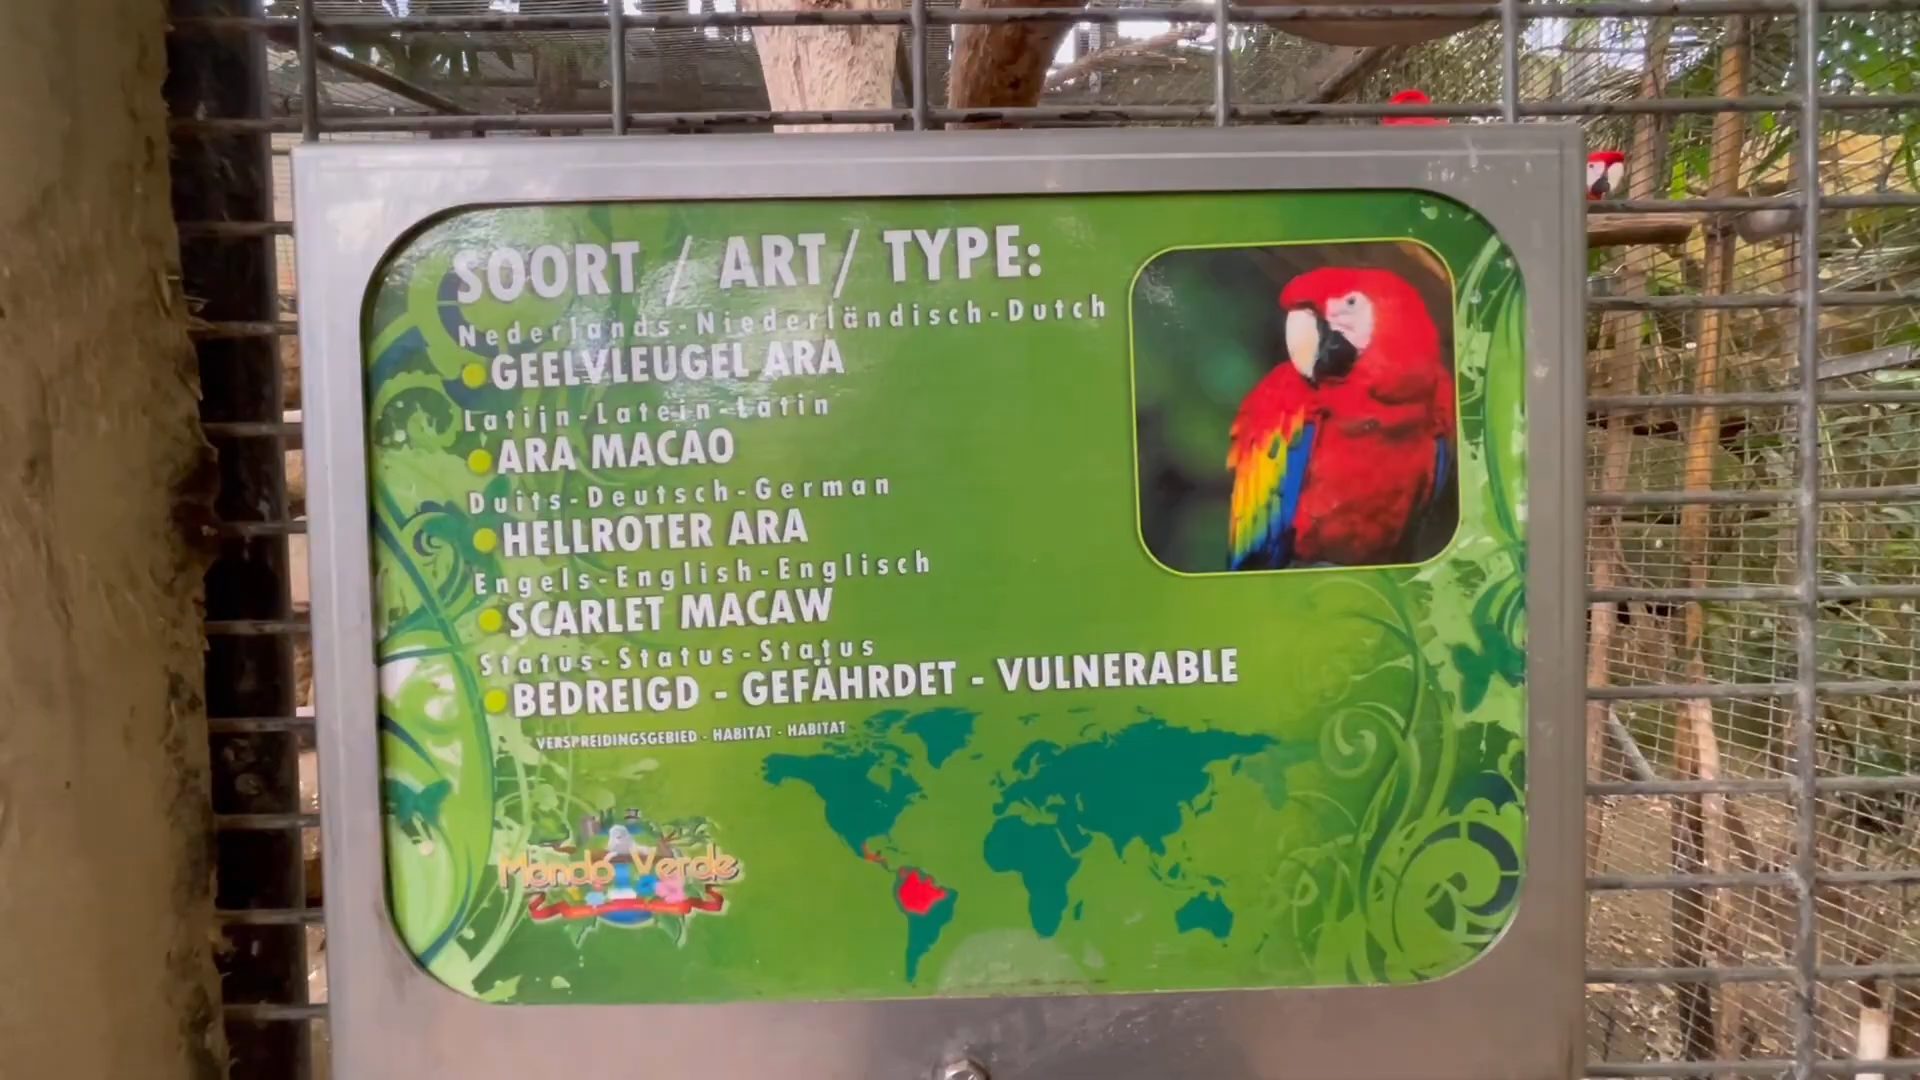 SOORT / ART / TYPE:
Nederlands-Niederländisch-Dutch
GEELVLEUGEL ARA
Latijn-Latein-Latin
ARA MACAO
Duits-Deutsch-German
HELLROTER ARA
Engels-English-Englisch
SCARLET MACAW
Status-Status-Status
BEDREIGD - GEFÄHRDET - VULNERABLE
VERSPREIDINGSGEBIED - HABITAT - HABITAT
Mondo Verde